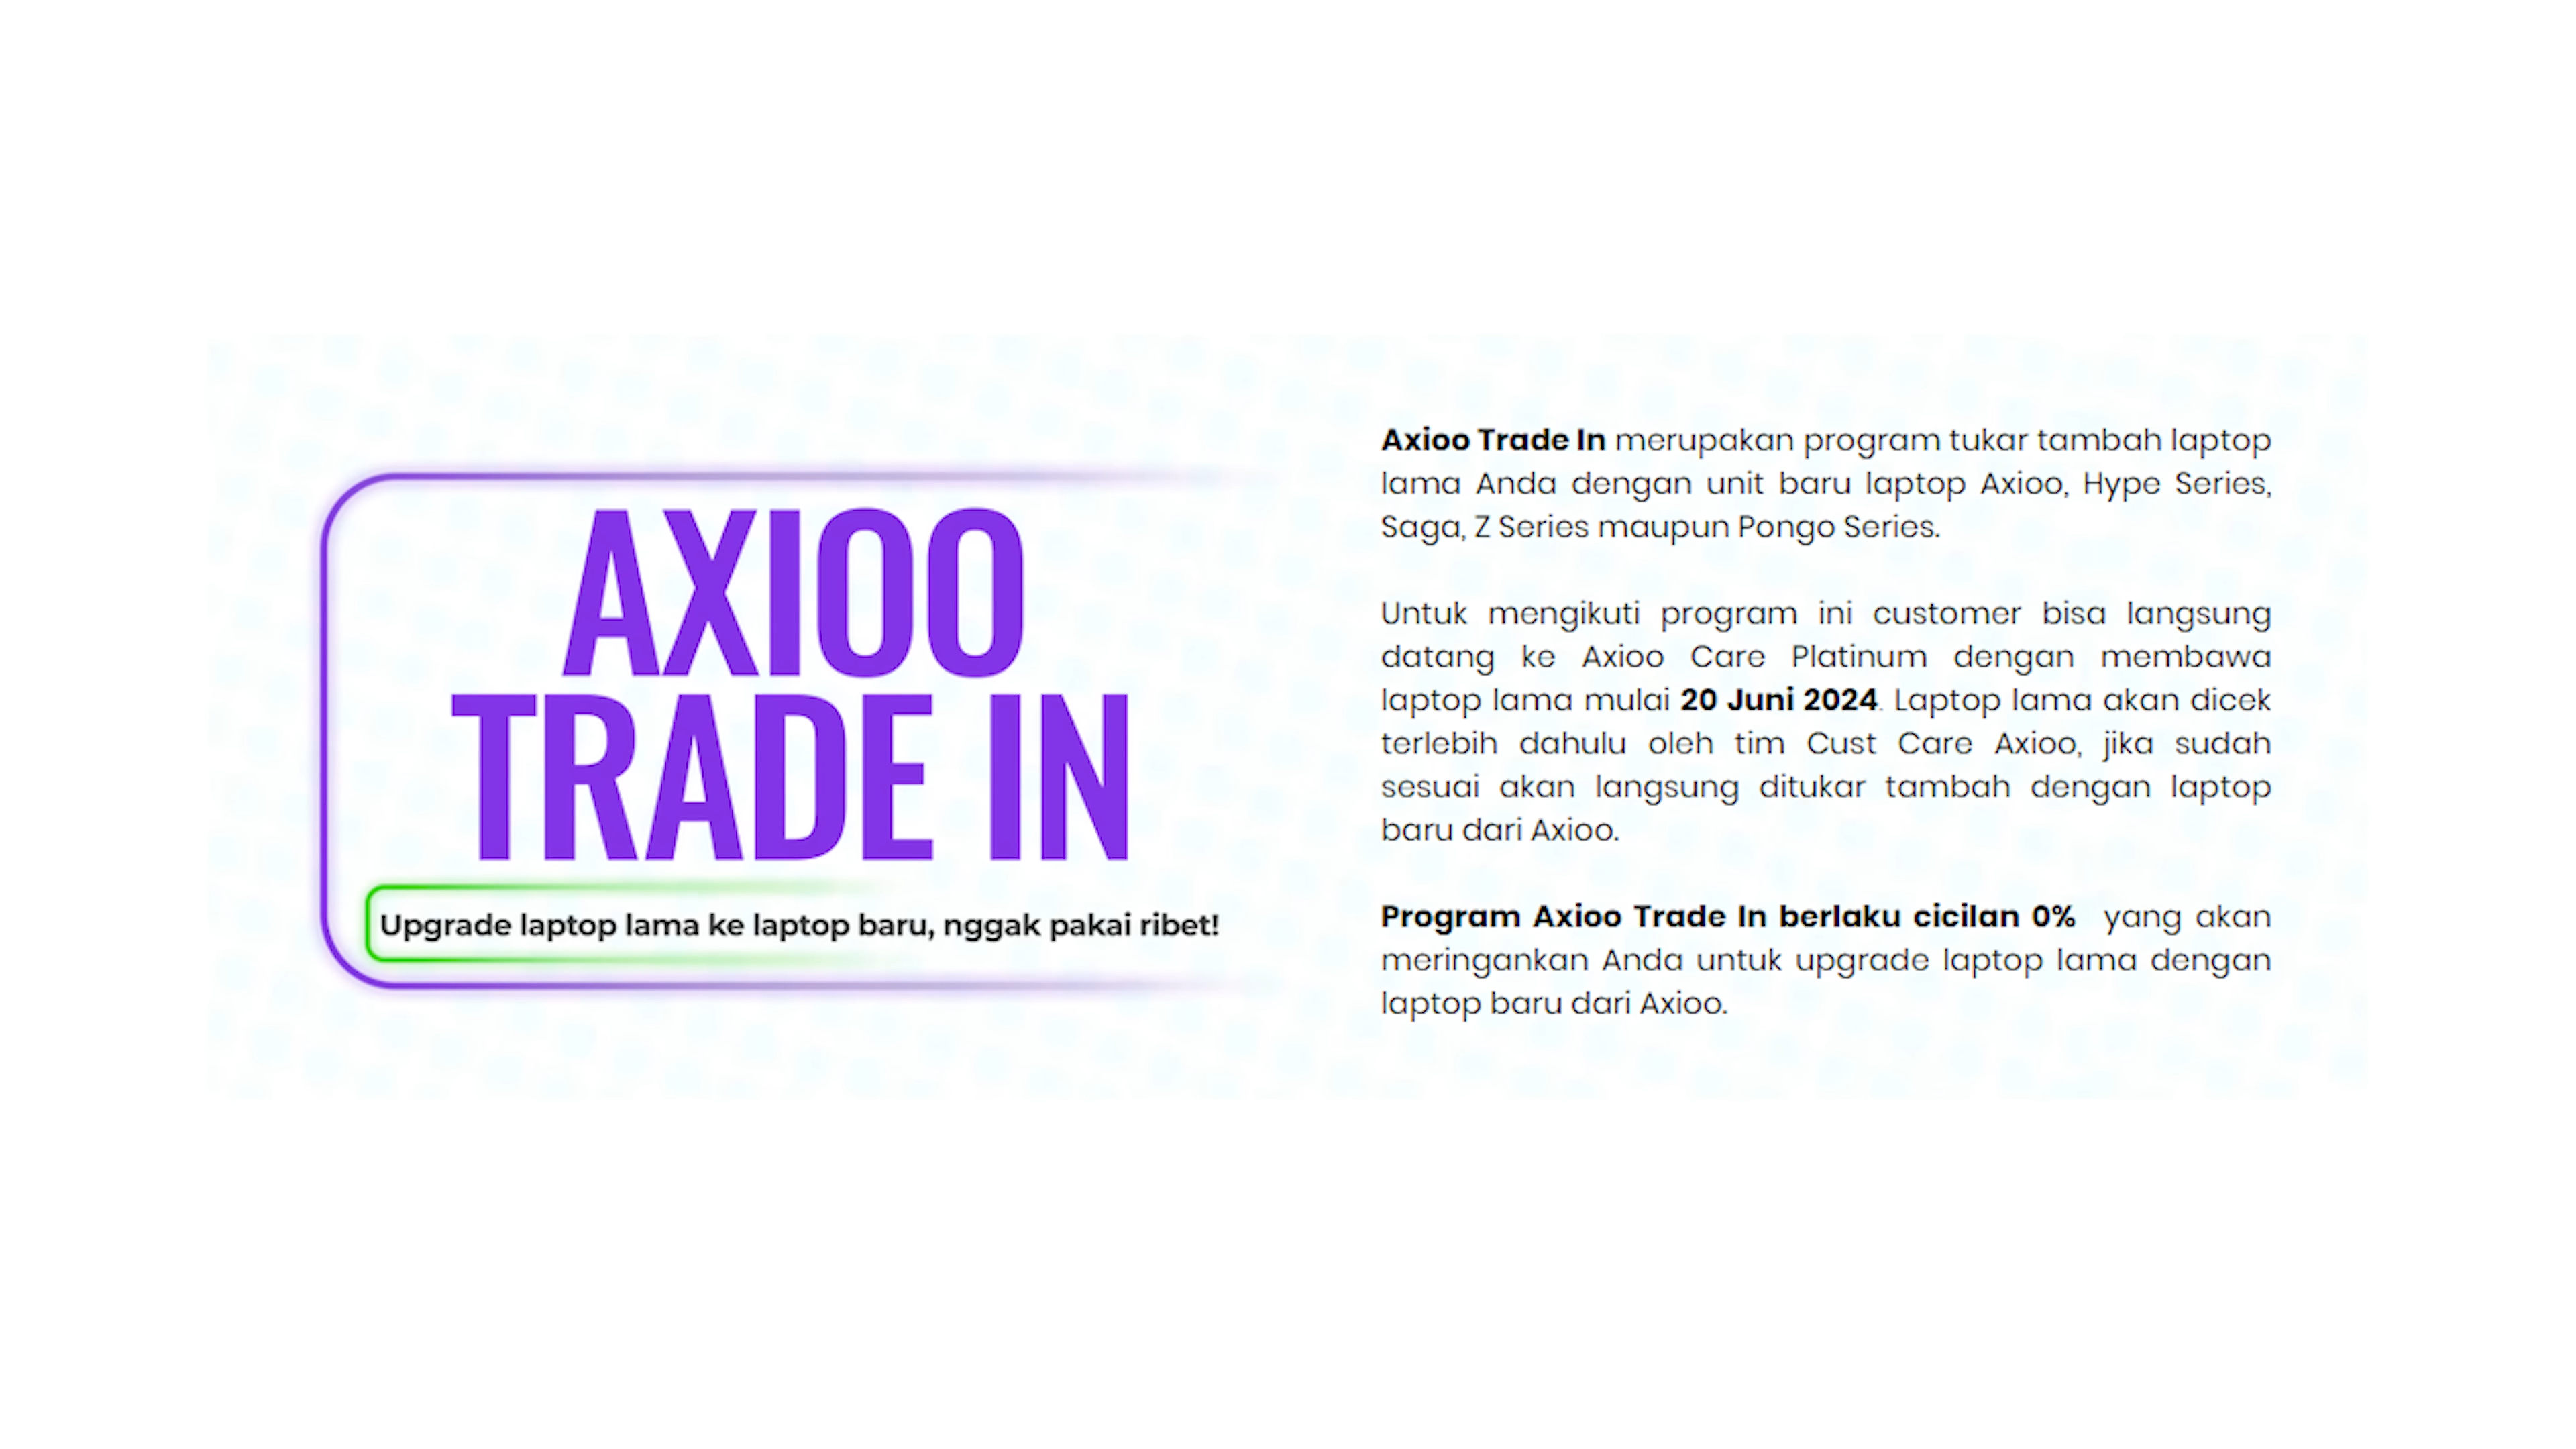 AXIOO
TRADE IN
Upgrade laptop lama ke laptop baru, nggak pakai ribet!
Axioo Trade In merupakan program tukar tambah laptop
lama Anda dengan unit baru laptop Axioo, Hype Series,
Saga, Z Series maupun Pongo Series.
Untuk mengikuti program ini customer bisa langsung
datang ke Axioo Care Platinum dengan membawa
laptop lama mulai 20 Juni 2024. Laptop lama akan dicek
terlebih dahulu oleh tim Cust Care Axioo, jika sudah
sesuai akan langsung ditukar tambah dengan laptop
baru dari Axioo.
Program Axioo Trade In berlaku cicilan 0% yang akan
meringankan Anda untuk upgrade laptop lama dengan
laptop baru dari Axioo.